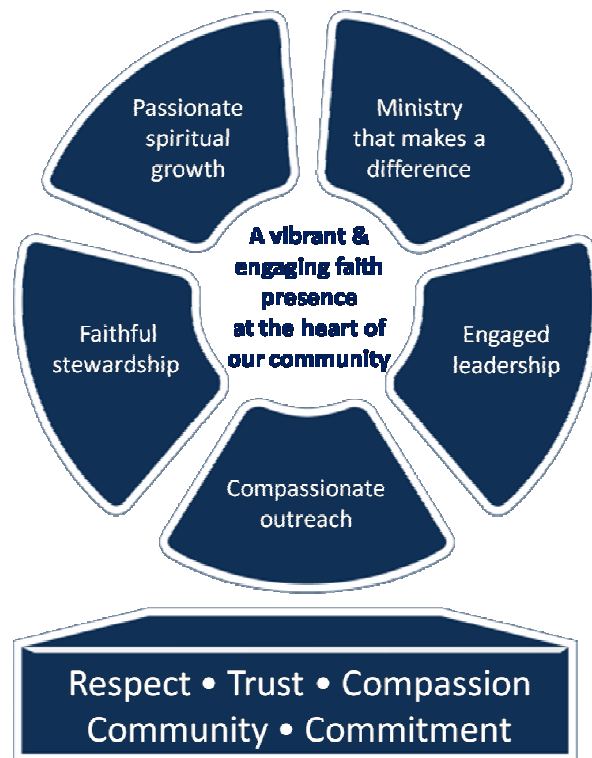 Passionate
spiritual
growth
Ministry
that makes a
difference
A vibrant &
engaging faith
presence
at the heart of
our community
Faithful
stewardship
Engaged
leadership
Compassionate
outreach
Respect • Trust • Compassion
Community • Commitment